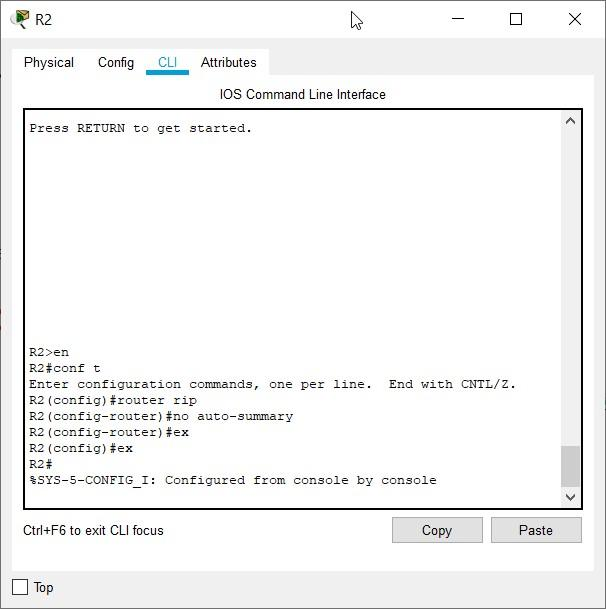 R2
Physical Config CLI Attributes
IOS Command Line Interface
Press RETURN to get started.
R2>en
R2#conf t
Enter configuration commands, one per line.  End with CNTL/Z.
R2(config)#router rip
R2(config-router)#no auto-summary
R2(config-router)#ex
R2(config)#ex
R2#
%SYS-5-CONFIG_I: Configured from console by console
Ctrl+F6 to exit CLI focus Copy Paste
Top